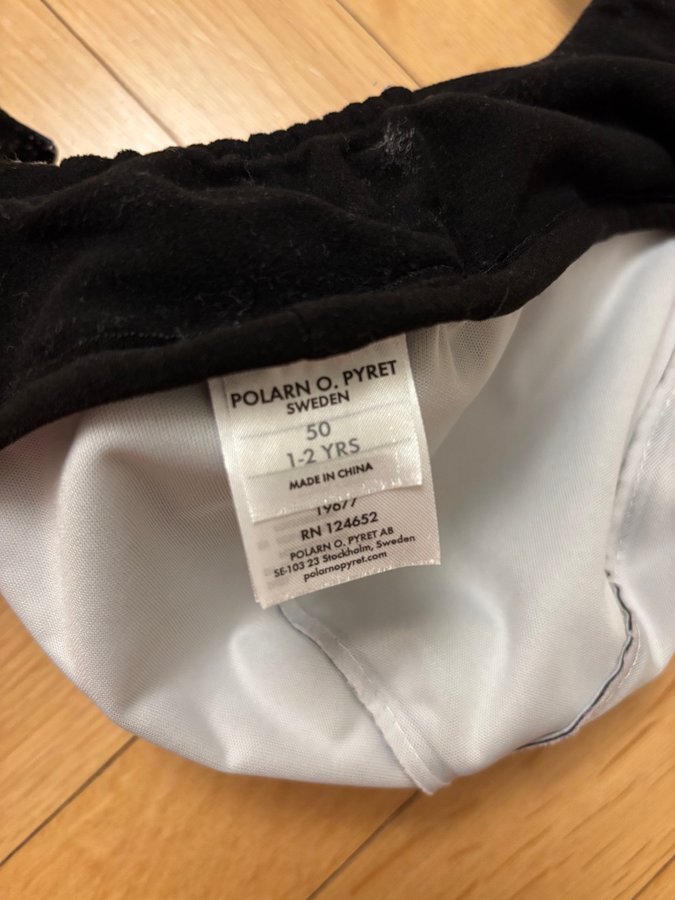 POLARN O. PYRET
SWEDEN
50
1-2 YRS
MADE IN CHINA
19677
RN 124652
POLARN O. PYRET AB
SE-103 23 Stockholm, Sweden
polarnopyret.com